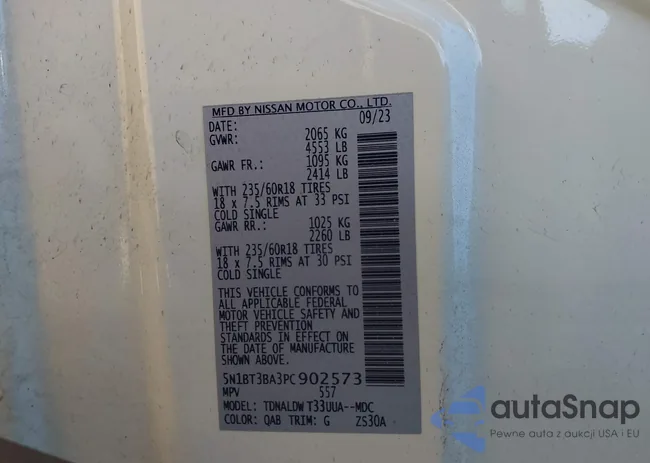 MFD BY NISSAN MOTOR CO., LTD.
DATE: 09/23
GVWR: 2065 KG
4553 LB
GAWR FR.: 1095 KG
2414 LB
WITH 235/60R18 TIRES
18 x 7.5 RIMS AT 33 PSI
COLD SINGLE
GAWR RR.: 1025 KG
2260 LB
WITH 235/60R18 TIRES
18 x 7.5 RIMS AT 30 PSI
COLD SINGLE
THIS VEHICLE CONFORMS TO
ALL APPLICABLE FEDERAL
MOTOR VEHICLE SAFETY AND
THEFT PREVENTION
STANDARDS IN EFFECT ON
THE DATE OF MANUFACTURE
SHOWN ABOVE.
5N1BT3BA3PC902573
MPV 557
MODEL: TDNALDW T33UUA--MDC
COLOR: QAB TRIM: G ZS30A
autaSnap
Pewne auta z aukcji USA i EU